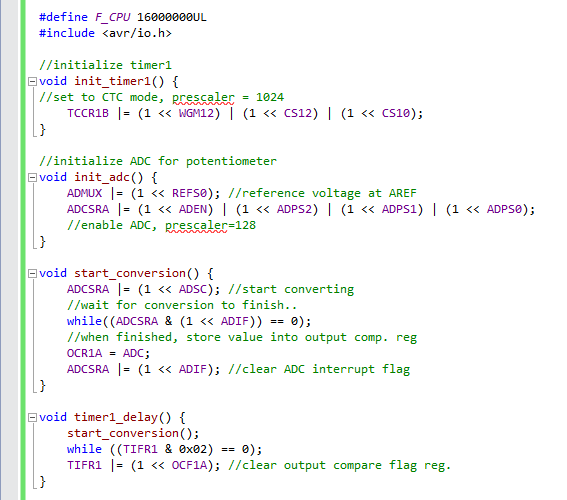 #define F_CPU 16000000UL
#include <avr/io.h>
//initialize timer1
void init_timer1() {
//set to CTC mode, prescaler = 1024
TCCR1B |= (1 << WGM12) | (1 << CS12) | (1 << CS10);
}
//initialize ADC for potentiometer
void init_adc() {
ADMUX |= (1 << REFS0); //reference voltage at AREF
ADCSRA |= (1 << ADEN) | (1 << ADPS2) | (1 << ADPS1) | (1 << ADPS0);
//enable ADC, prescaler=128
}
void start_conversion() {
ADCSRA |= (1 << ADSC); //start converting
//wait for conversion to finish..
while((ADCSRA & (1 << ADIF)) == 0);
//when finished, store value into output comp. reg
OCR1A = ADC;
ADCSRA |= (1 << ADIF); //clear ADC interrupt flag
}
void timer1_delay() {
start_conversion();
while ((TIFR1 & 0x02) == 0);
TIFR1 |= (1 << OCF1A); //clear output compare flag reg.
}